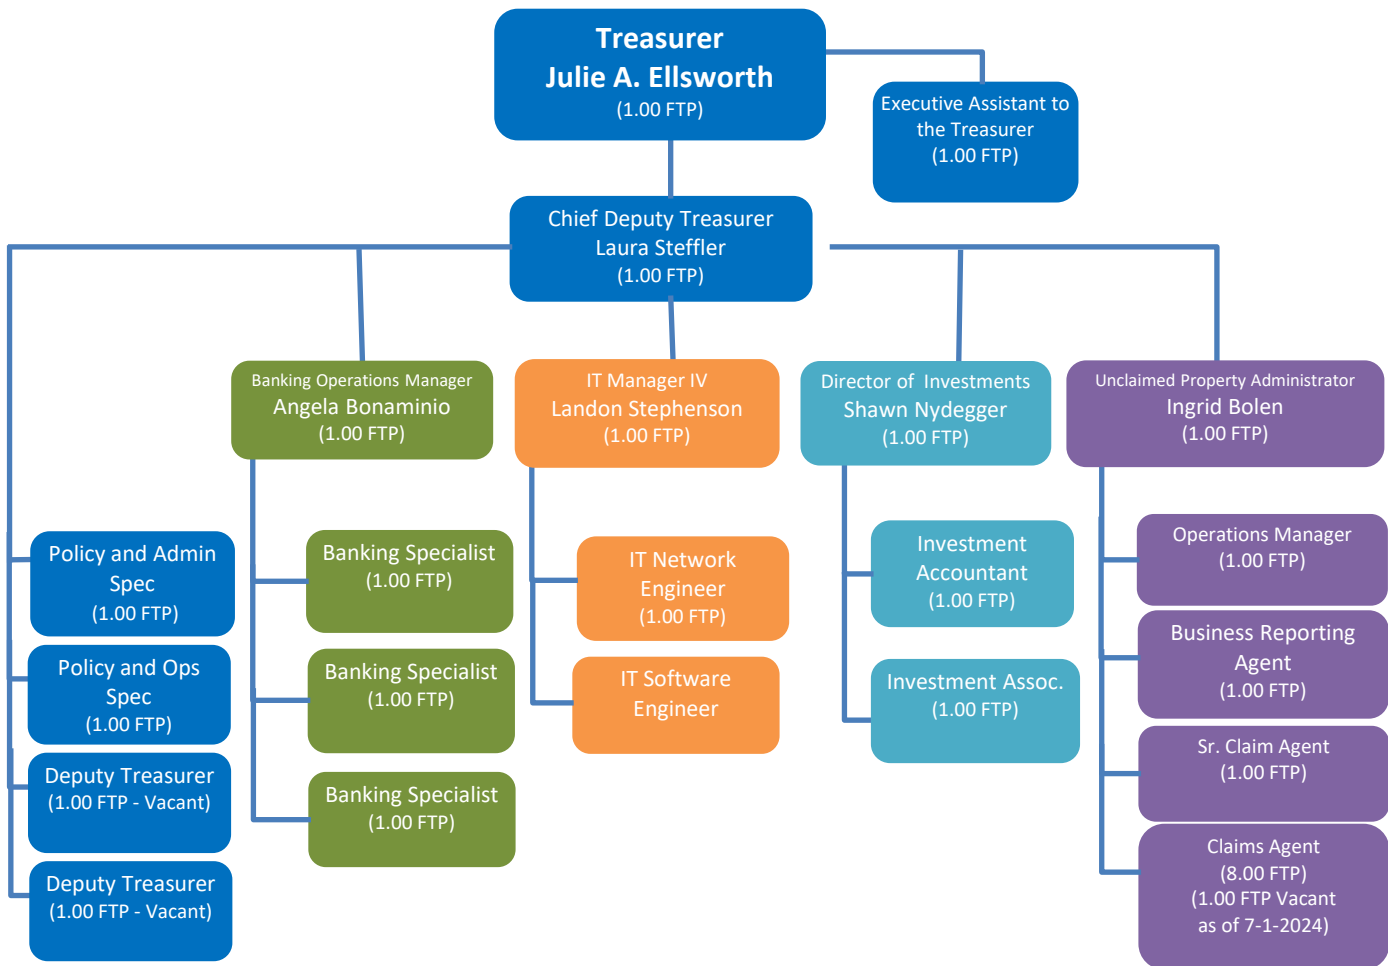 Treasurer
Julie A. Ellsworth
(1.00 FTP)
Executive Assistant to
the Treasurer
(1.00 FTP)
Chief Deputy Treasurer
Laura Steffler
(1.00 FTP)
Banking Operations Manager
Angela Bonaminio
(1.00 FTP)
IT Manager IV
Landon Stephenson
(1.00 FTP)
Director of Investments
Shawn Nydegger
(1.00 FTP)
Unclaimed Property Administrator
Ingrid Bolen
(1.00 FTP)
Policy and Admin
Spec
(1.00 FTP)
Policy and Ops
Spec
(1.00 FTP)
Deputy Treasurer
(1.00 FTP - Vacant)
Deputy Treasurer
(1.00 FTP - Vacant)
Banking Specialist
(1.00 FTP)
Banking Specialist
(1.00 FTP)
Banking Specialist
(1.00 FTP)
IT Network
Engineer
(1.00 FTP)
IT Software
Engineer
Investment
Accountant
(1.00 FTP)
Investment Assoc.
(1.00 FTP)
Operations Manager
(1.00 FTP)
Business Reporting
Agent
(1.00 FTP)
Sr. Claim Agent
(1.00 FTP)
Claims Agent
(8.00 FTP)
(1.00 FTP Vacant
as of 7-1-2024)